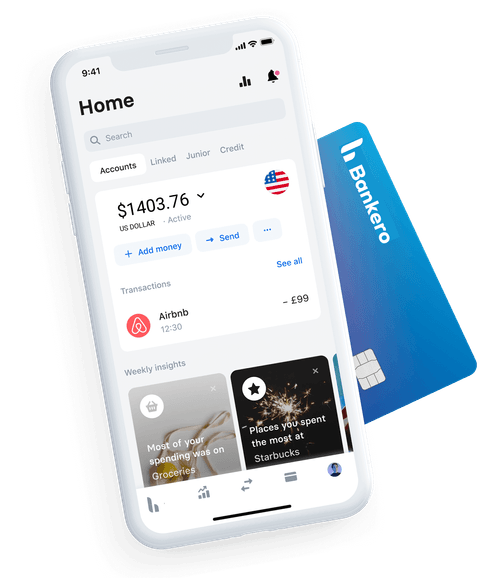 9:41
Home
Search
Accounts
Linked
Junior
Credit
$1403.76
US DOLLAR
· Active
+ Add money
→ Send
···
Transactions
See all
Airbnb
− £99
12:30
Weekly insights
Most of your
spending was on
Groceries
Places you spent
the most at
Starbucks
Bankero